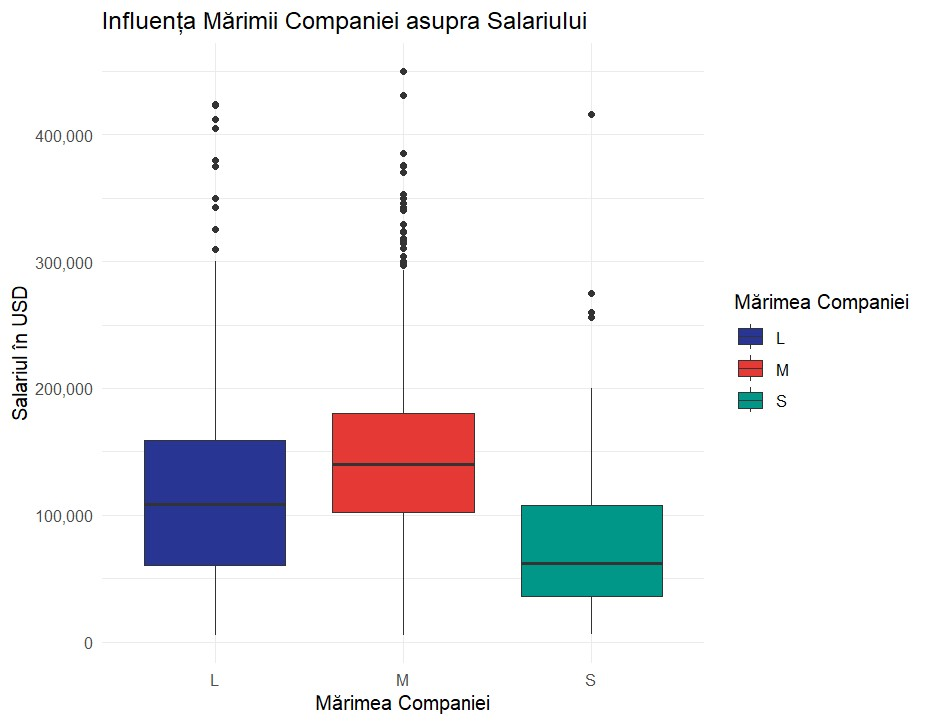 Influența Mărimii Companiei asupra Salariului
Salariul în USD
400,000
300,000
200,000
100,000
0
L
M
S
Mărimea Companiei
Mărimea Companiei
L
M
S